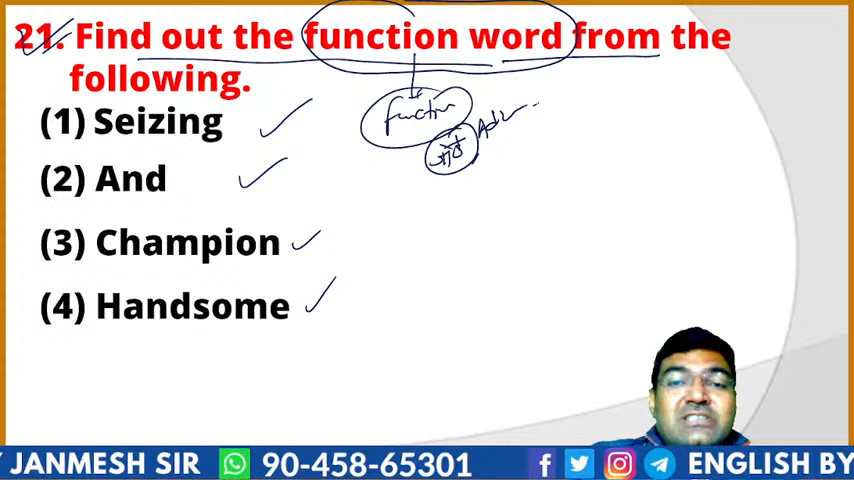 21. Find out the function word from the
following.
(1) Seizing
function
(2) And
(3) Champion
(4) Handsome
Y JANMESH SIR 90-458-65301 ENGLISH BY